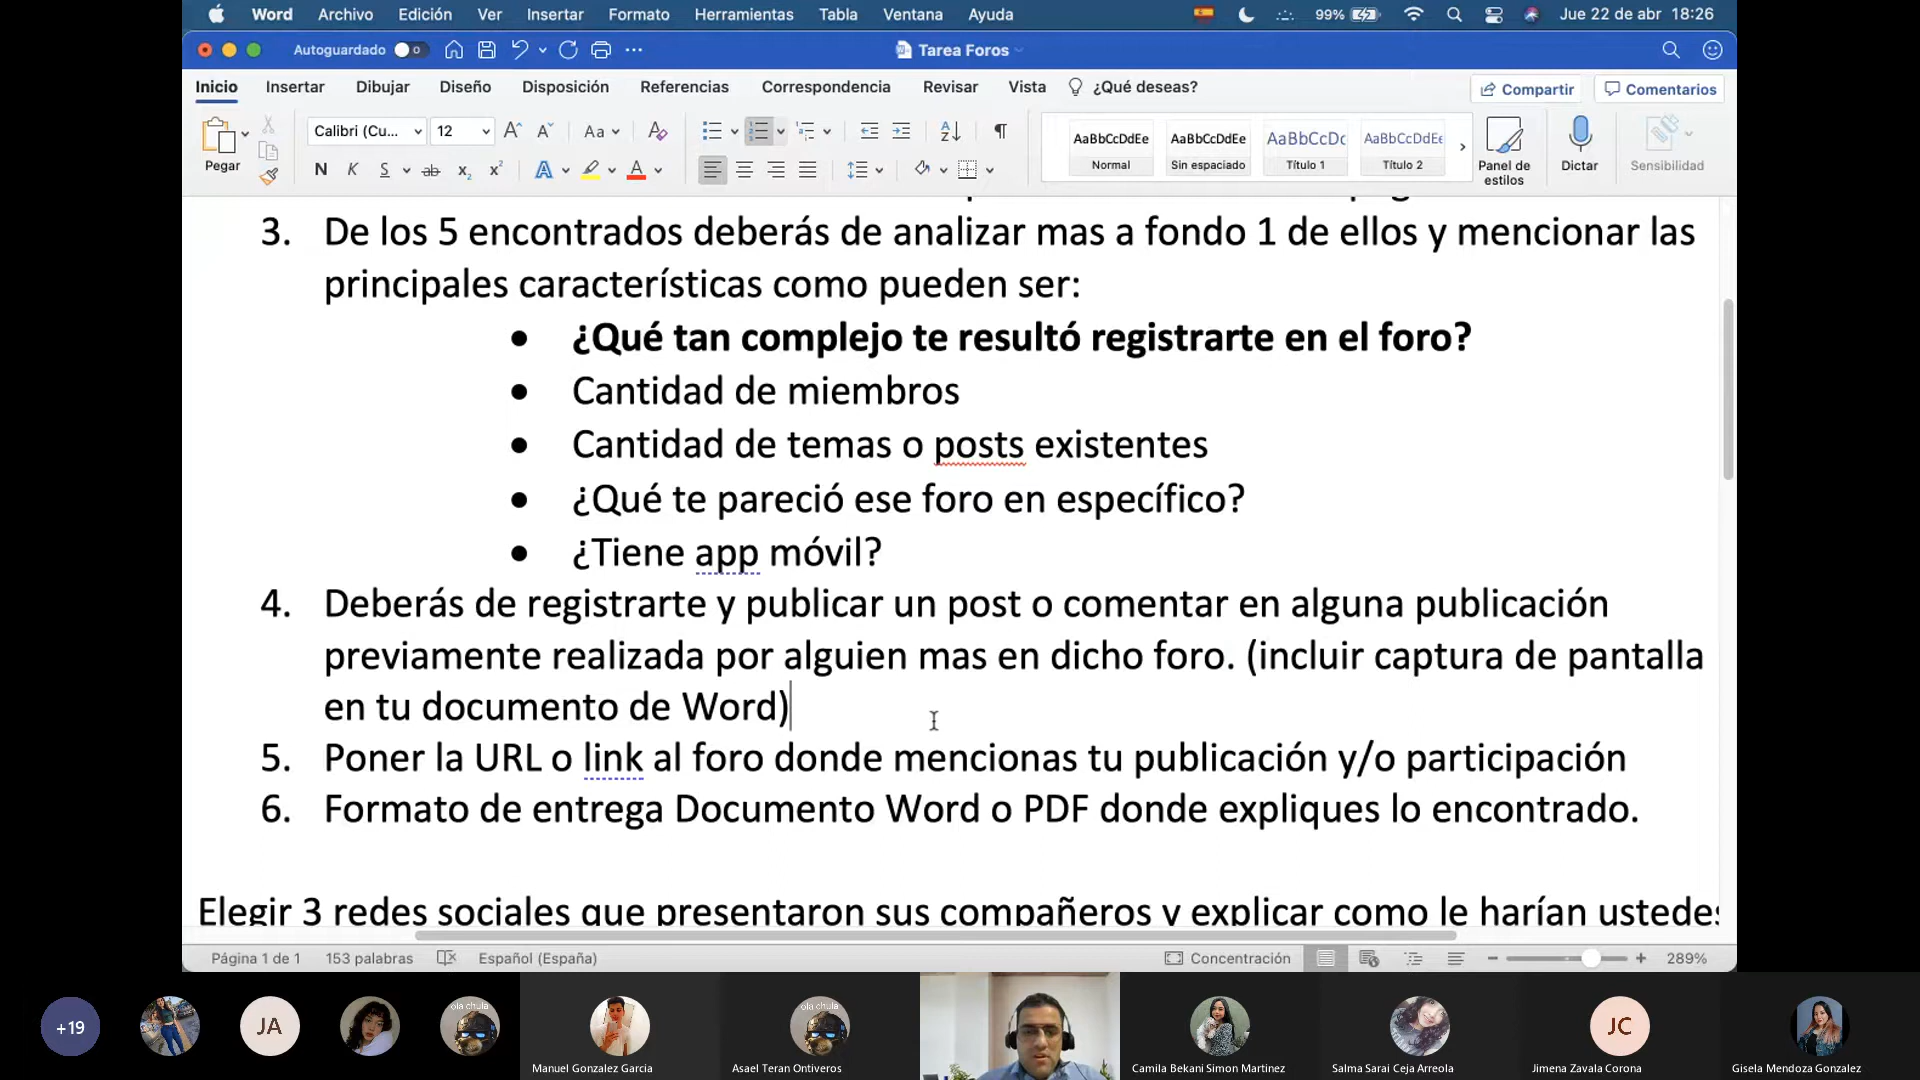 Word Archivo Edición Ver Insertar Formato Herramientas Tabla Ventana Ayuda 99% Jue 22 de abr 18:26
Autoguardado Tarea Foros
Inicio Insertar Dibujar Diseño Disposición Referencias Correspondencia Revisar Vista ¿Qué deseas? Compartir Comentarios
Pegar Calibri (Cu... 12 Aa
N K S ab x₂ x² A A
AaBbCcDdEe AaBbCcDdEe AaBbCcDc AaBbCcDdEe
Normal Sin espaciado Título 1 Título 2
Panel de estilos Dictar Sensibilidad
3. De los 5 encontrados deberás de analizar mas a fondo 1 de ellos y mencionar las
principales características como pueden ser:
• ¿Qué tan complejo te resultó registrarte en el foro?
• Cantidad de miembros
• Cantidad de temas o posts existentes
• ¿Qué te pareció ese foro en específico?
• ¿Tiene app móvil?
4. Deberás de registrarte y publicar un post o comentar en alguna publicación
previamente realizada por alguien mas en dicho foro. (incluir captura de pantalla
en tu documento de Word)
5. Poner la URL o link al foro donde mencionas tu publicación y/o participación
6. Formato de entrega Documento Word o PDF donde expliques lo encontrado.
Elegir 3 redes sociales que presentaron sus compañeros y explicar como le harían ustedes
Página 1 de 1 153 palabras Español (España) Concentración 289%
+19 JA ola chula ola chula JC
Manuel Gonzalez Garcia Asael Teran Ontiveros Camila Bekani Simon Martinez Salma Sarai Ceja Arreola Jimena Zavala Corona Gisela Mendoza Gonzalez